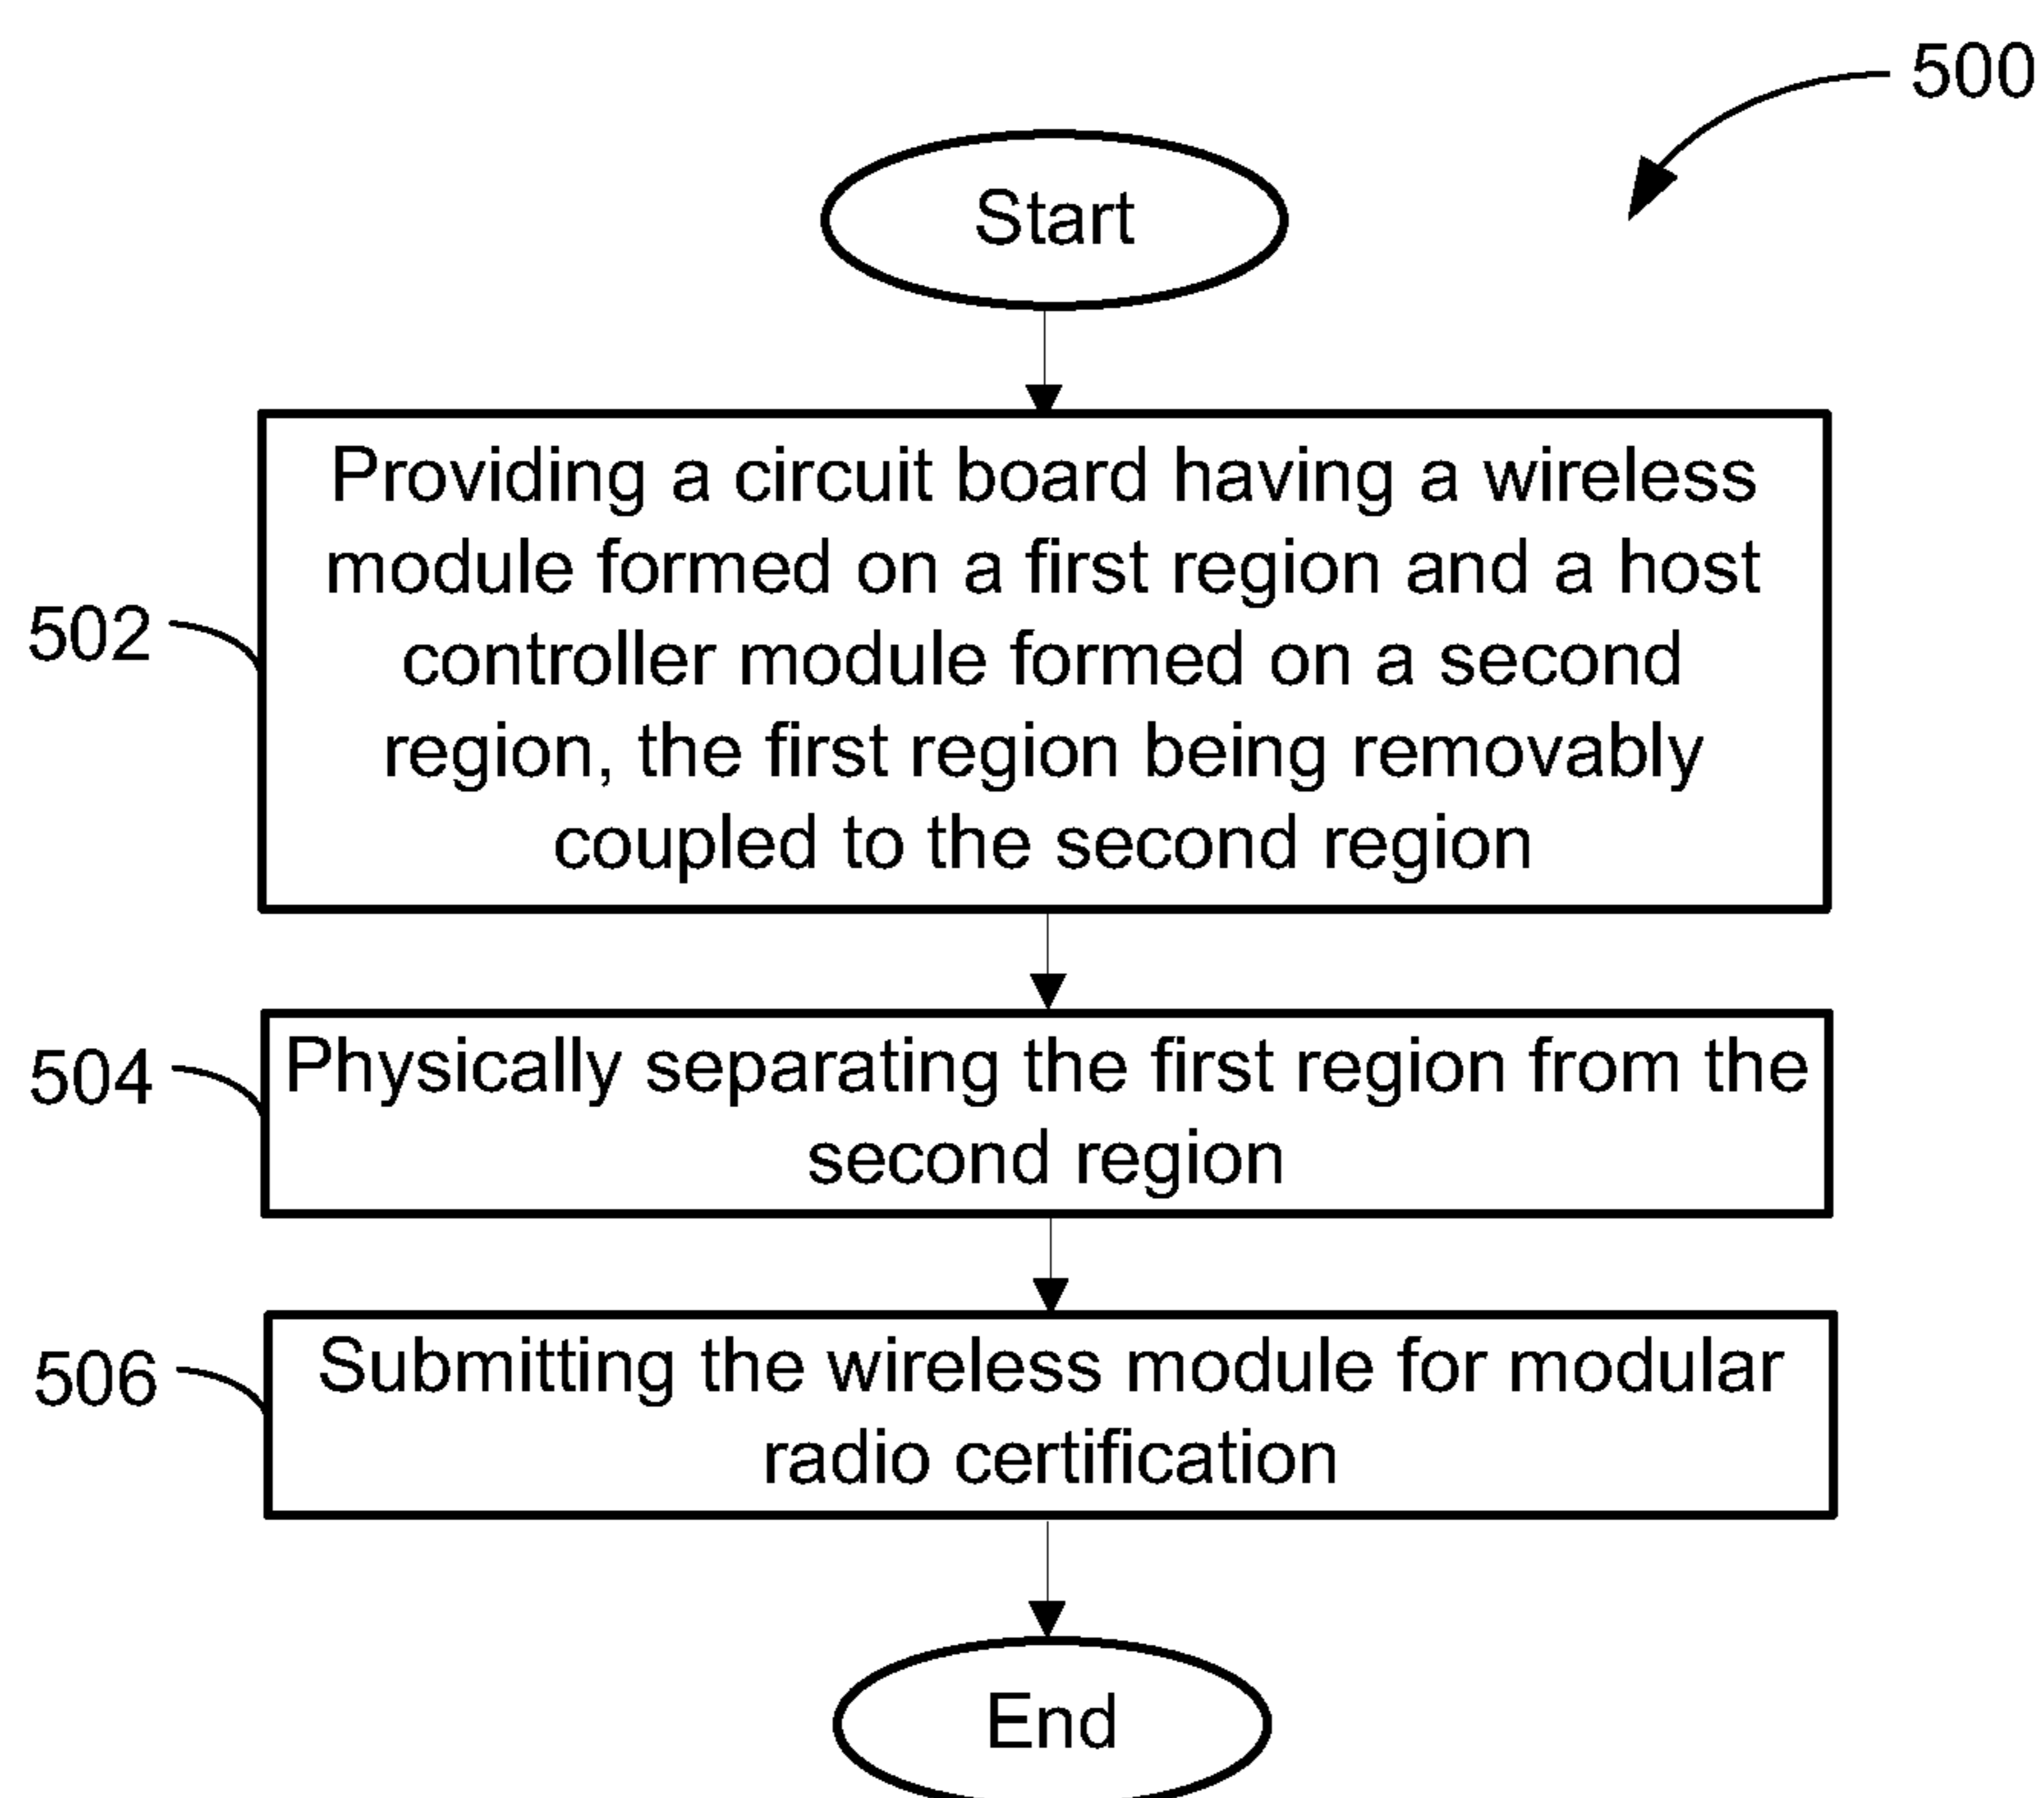 500
Start
Providing a circuit board having a wireless
module formed on a first region and a host
controller module formed on a second
region, the first region being removably
coupled to the second region
502
Physically separating the first region from the
second region
504
Submitting the wireless module for modular
radio certification
506
End